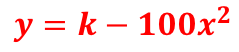 y = k − 100x²